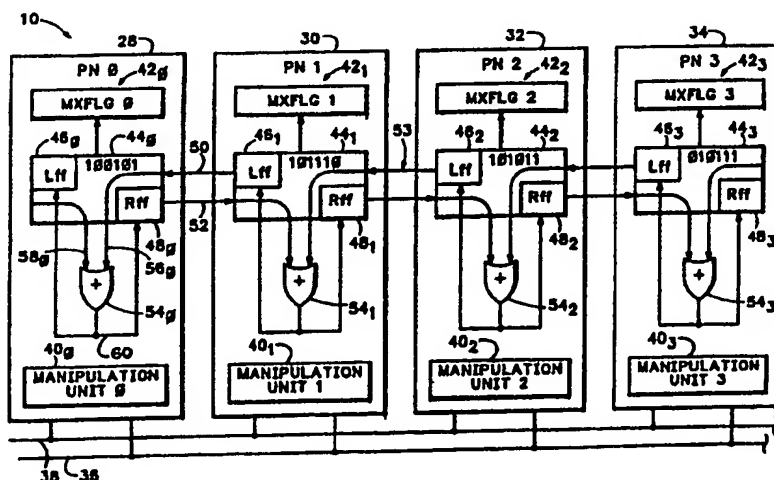 10
28
30
32
34
PN 0
PN 1
PN 2
PN 3
42₀
42₁
42₂
42₃
MXFLG 0
MXFLG 1
MXFLG 2
MXFLG 3
46₀
44₀
46₁
44₁
46₂
44₂
46₃
44₃
50
53
100101
101110
101011
010111
Lff
Lff
Lff
Lff
Rff
Rff
Rff
Rff
52
48₀
48₁
48₂
48₃
58₀
56₀
+
+
+
+
54₀
54₁
54₂
54₃
60
40₀
40₁
40₂
40₃
MANIPULATION
UNIT 0
MANIPULATION
UNIT 1
MANIPULATION
UNIT 2
MANIPULATION
UNIT 3
36